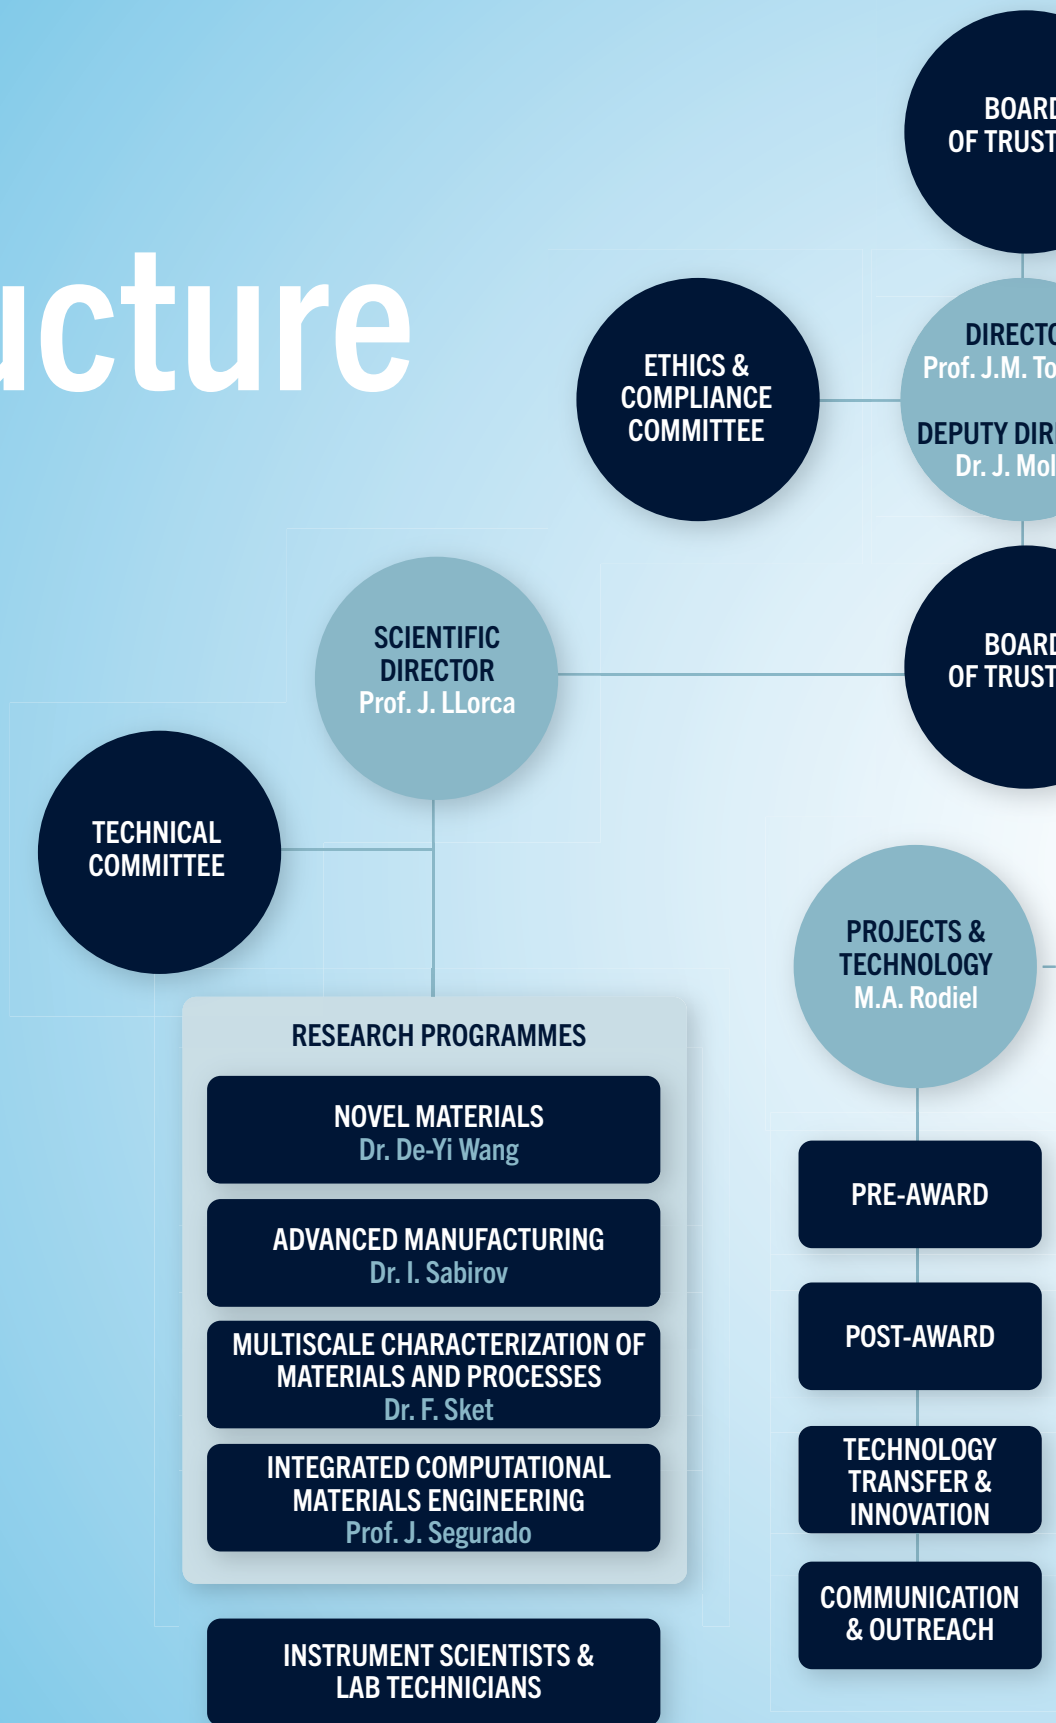 BOARD
OF TRUST
ucture
ETHICS &
COMPLIANCE
COMMITTEE
DIRECTO
Prof. J.M. To
DEPUTY DIR
Dr. J. Mol
SCIENTIFIC
DIRECTOR
Prof. J. LLorca
BOARD
OF TRUST
TECHNICAL
COMMITTEE
PROJECTS &
TECHNOLOGY
M.A. Rodiel
RESEARCH PROGRAMMES
NOVEL MATERIALS
Dr. De-Yi Wang
ADVANCED MANUFACTURING
Dr. I. Sabirov
MULTISCALE CHARACTERIZATION OF
MATERIALS AND PROCESSES
Dr. F. Sket
INTEGRATED COMPUTATIONAL
MATERIALS ENGINEERING
Prof. J. Segurado
INSTRUMENT SCIENTISTS &
LAB TECHNICIANS
PRE-AWARD
POST-AWARD
TECHNOLOGY
TRANSFER &
INNOVATION
COMMUNICATION
& OUTREACH